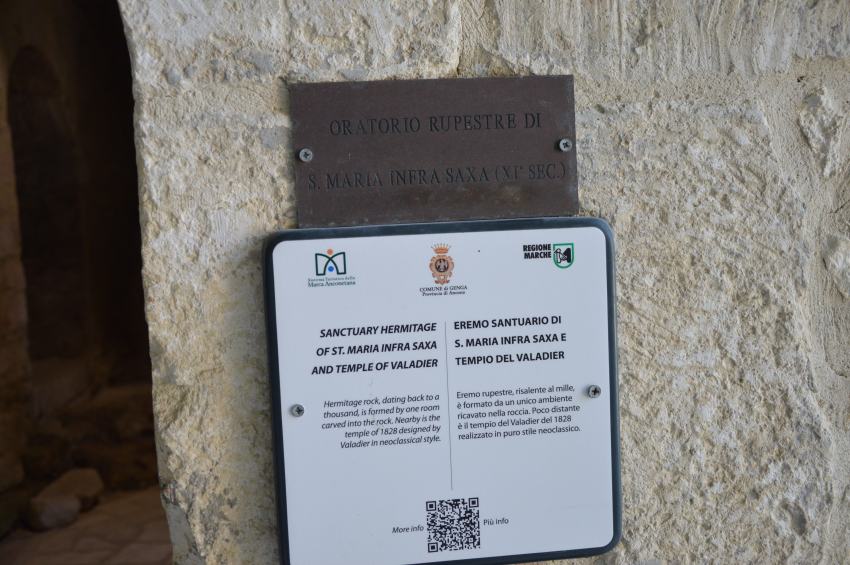 ORATORIO RUPESTRE DI
S. MARIA INFRA SAXA (XI° SEC.)
Sistema Turistico della
Marca Anconetana
COMUNE di GENGA
Provincia di Ancona
REGIONE
MARCHE
SANCTUARY HERMITAGE
OF ST. MARIA INFRA SAXA
AND TEMPLE OF VALADIER
Hermitage rock, dating back to a
thousand, is formed by one room
carved into the rock. Nearby is the
temple of 1828 designed by
Valadier in neoclassical style.
EREMO SANTUARIO DI
S. MARIA INFRA SAXA E
TEMPIO DEL VALADIER
Eremo rupestre, risalente al mille,
è formato da un unico ambiente
ricavato nella roccia. Poco distante
è il tempio del Valadier del 1828
realizzato in puro stile neoclassico.
More info
Più info